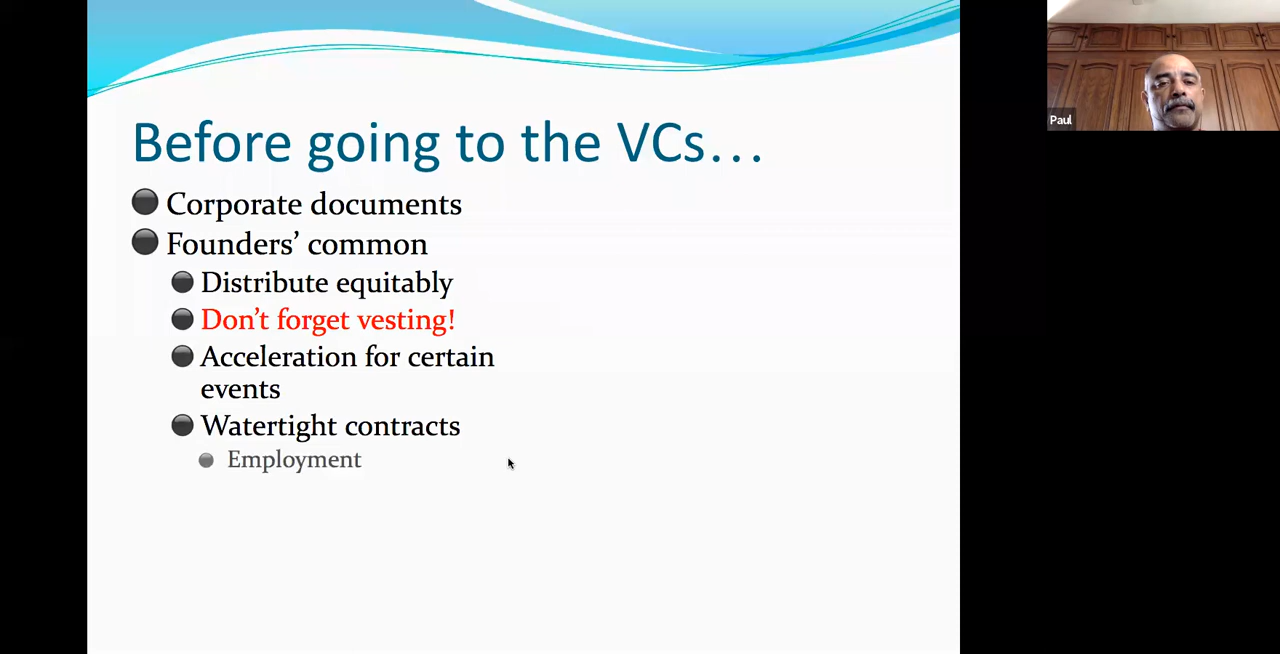 Before going to the VCs…
Corporate documents
Founders’ common
Distribute equitably
Don’t forget vesting!
Acceleration for certain
events
Watertight contracts
Employment
Paul